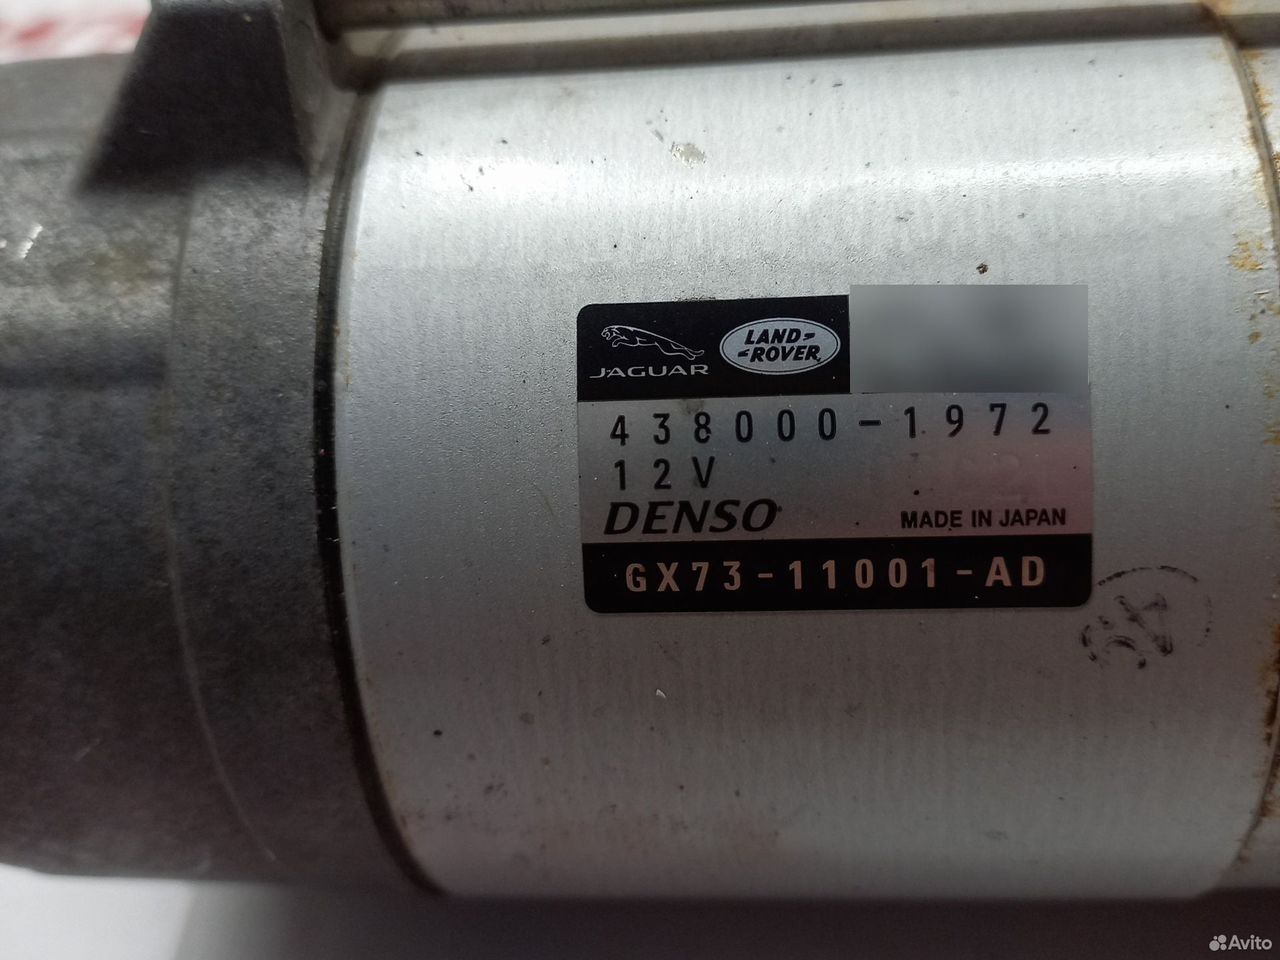 JAGUAR
LAND-
-ROVER
438000-1972
12V
DENSO
MADE IN JAPAN
GX73-11001-AD
Avito